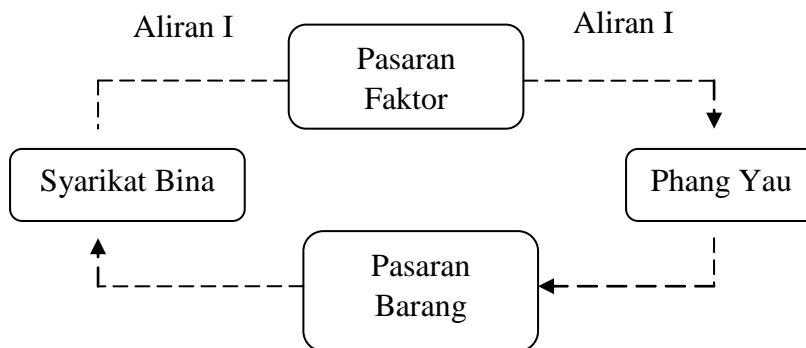 Aliran I
Aliran I
Pasaran
Faktor
Syarikat Bina
Phang Yau
Pasaran
Barang